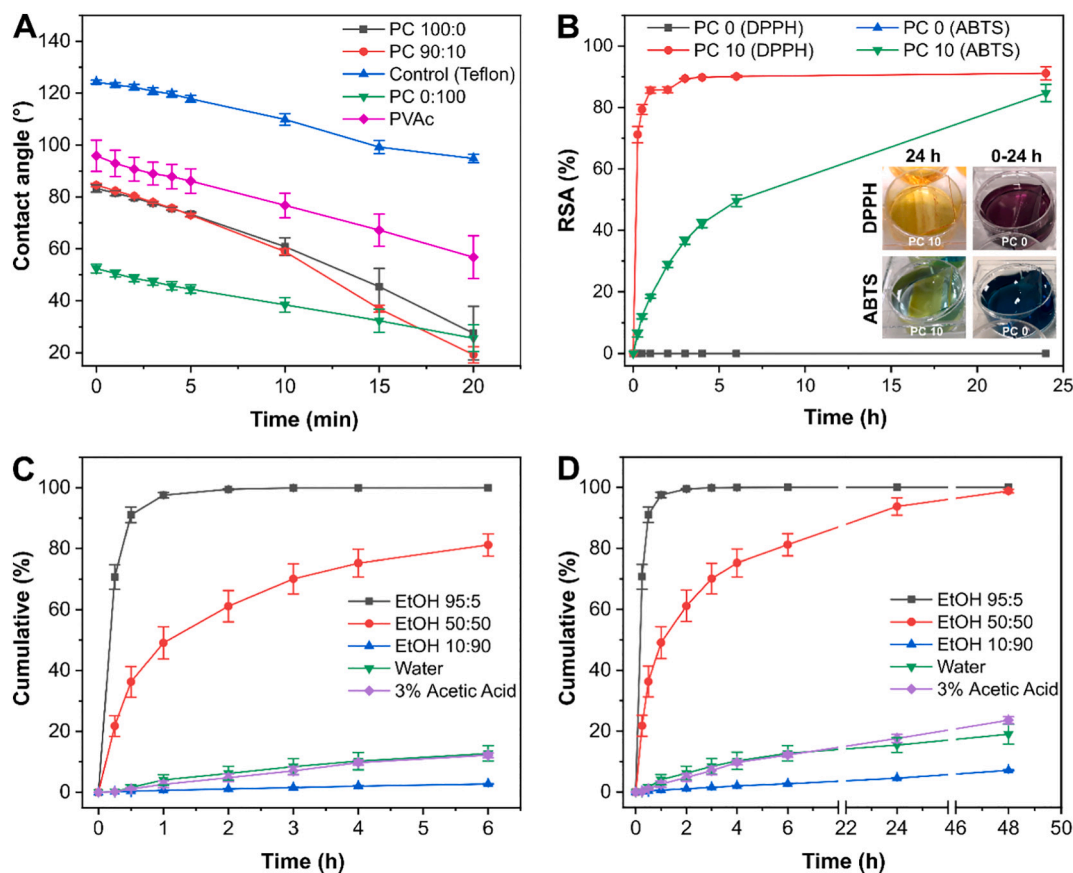 A
Contact angle (°)
140
120
100
80
60
40
20
PC 100:0
PC 90:10
Control (Teflon)
PC 0:100
PVAc
0
5
10
15
20
Time (min)
B
RSA (%)
100
80
60
40
20
0
PC 0 (DPPH) PC 0 (ABTS)
PC 10 (DPPH) PC 10 (ABTS)
24 h 0-24 h
DPPH
PC 10 PC 0
ABTS
PC 10 PC 0
0 5 10 15 20 25
Time (h)
C
Cumulative (%)
100
80
60
40
20
0
EtOH 95:5
EtOH 50:50
EtOH 10:90
Water
3% Acetic Acid
0 1 2 3 4 5 6
Time (h)
D
Cumulative (%)
100
80
60
40
20
0
EtOH 95:5
EtOH 50:50
EtOH 10:90
Water
3% Acetic Acid
0 2 4 6 22 24 46 48 50
Time (h)